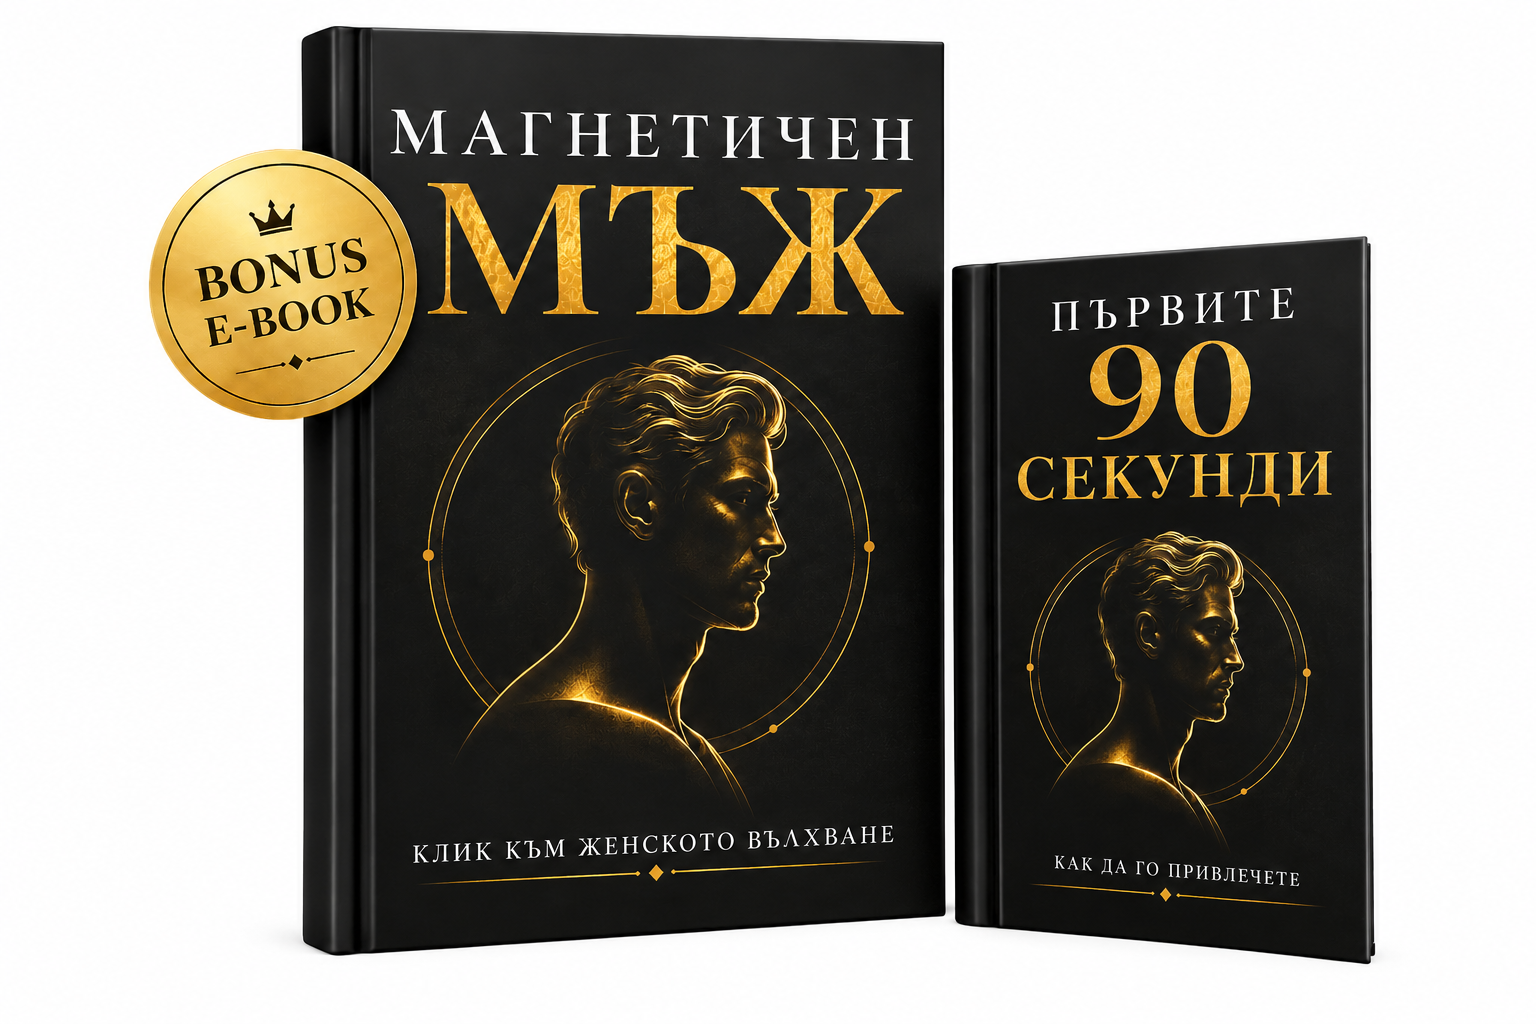 МАГНЕТИЧЕН
МЪЖ
BONUS
E-BOOK
КЛИК КЪМ ЖЕНСКОТО ВЪЛХВАНЕ
ПЪРВИТЕ
90
СЕКУНДИ
КАК ДА ГО ПРИВЛЕЧЕТЕ